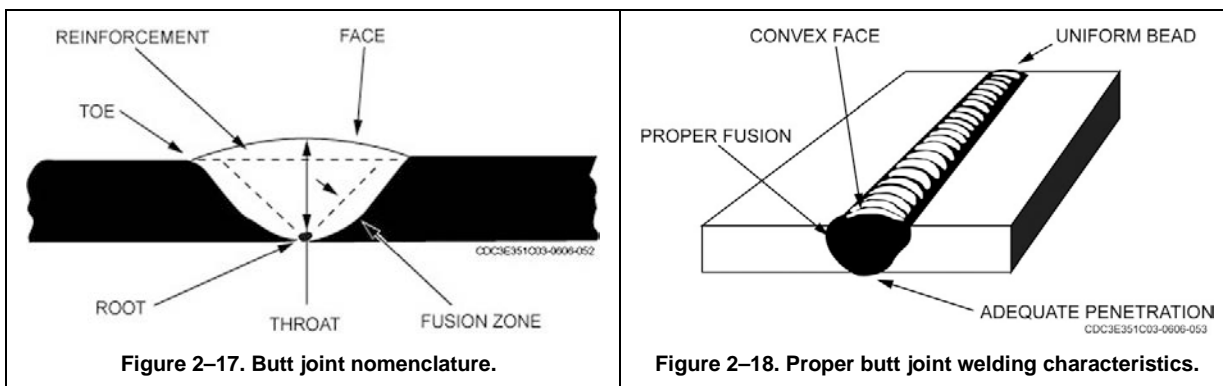 REINFORCEMENT
FACE
TOE
CDC3E351C03-0606-052
ROOT
THROAT
FUSION ZONE
Figure 2–17. Butt joint nomenclature.
CONVEX FACE
UNIFORM BEAD
PROPER FUSION
ADEQUATE PENETRATION
CDC3E351C03-0606-053
Figure 2–18. Proper butt joint welding characteristics.